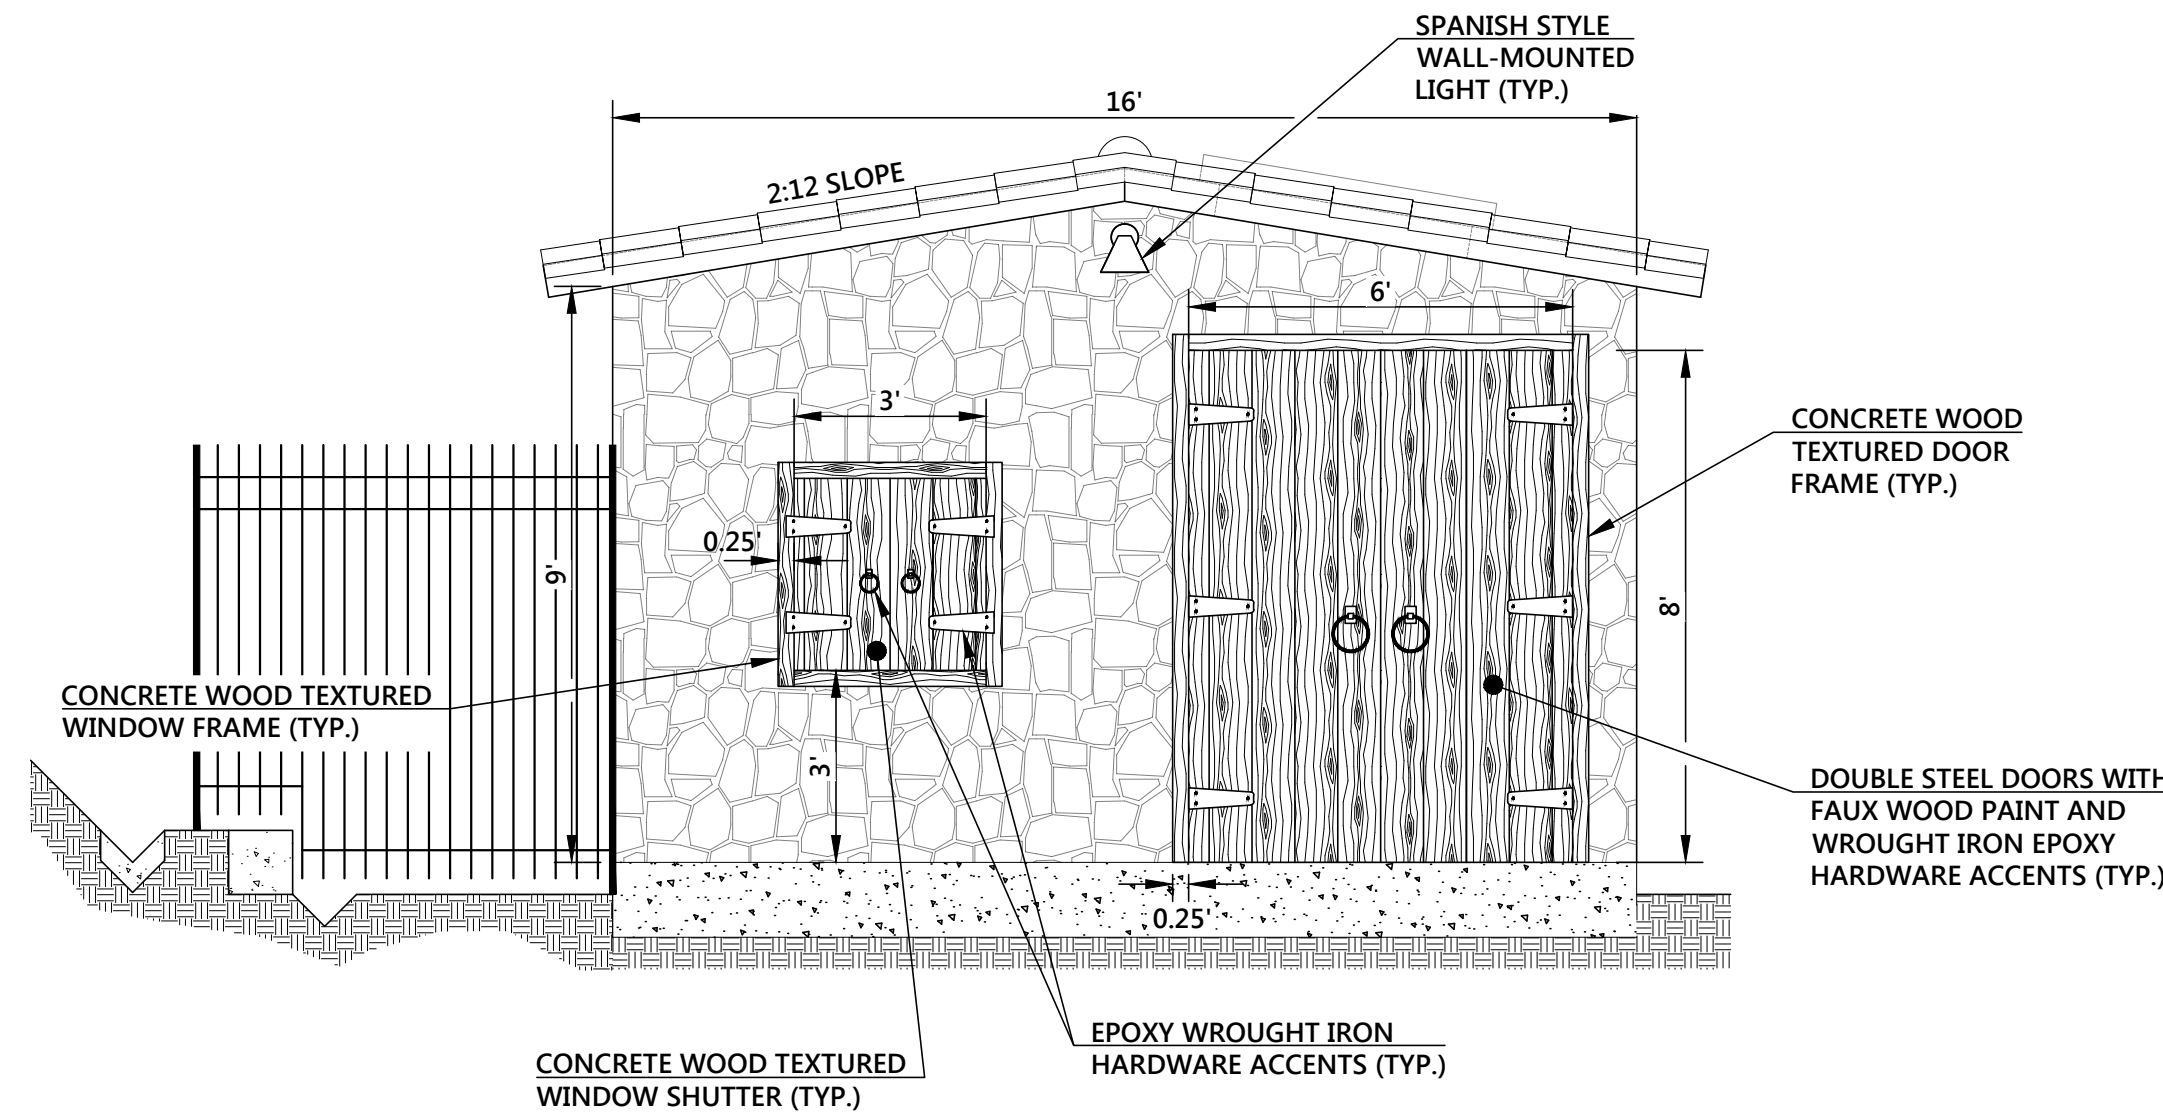 SPANISH STYLE
WALL-MOUNTED
LIGHT (TYP.)
16'
2:12 SLOPE
6'
3'
CONCRETE WOOD
TEXTURED DOOR
FRAME (TYP.)
0.25'
9'
8'
CONCRETE WOOD TEXTURED
WINDOW FRAME (TYP.)
3'
DOUBLE STEEL DOORS WITH
FAUX WOOD PAINT AND
WROUGHT IRON EPOXY
HARDWARE ACCENTS (TYP.)
0.25'
EPOXY WROUGHT IRON
HARDWARE ACCENTS (TYP.)
CONCRETE WOOD TEXTURED
WINDOW SHUTTER (TYP.)